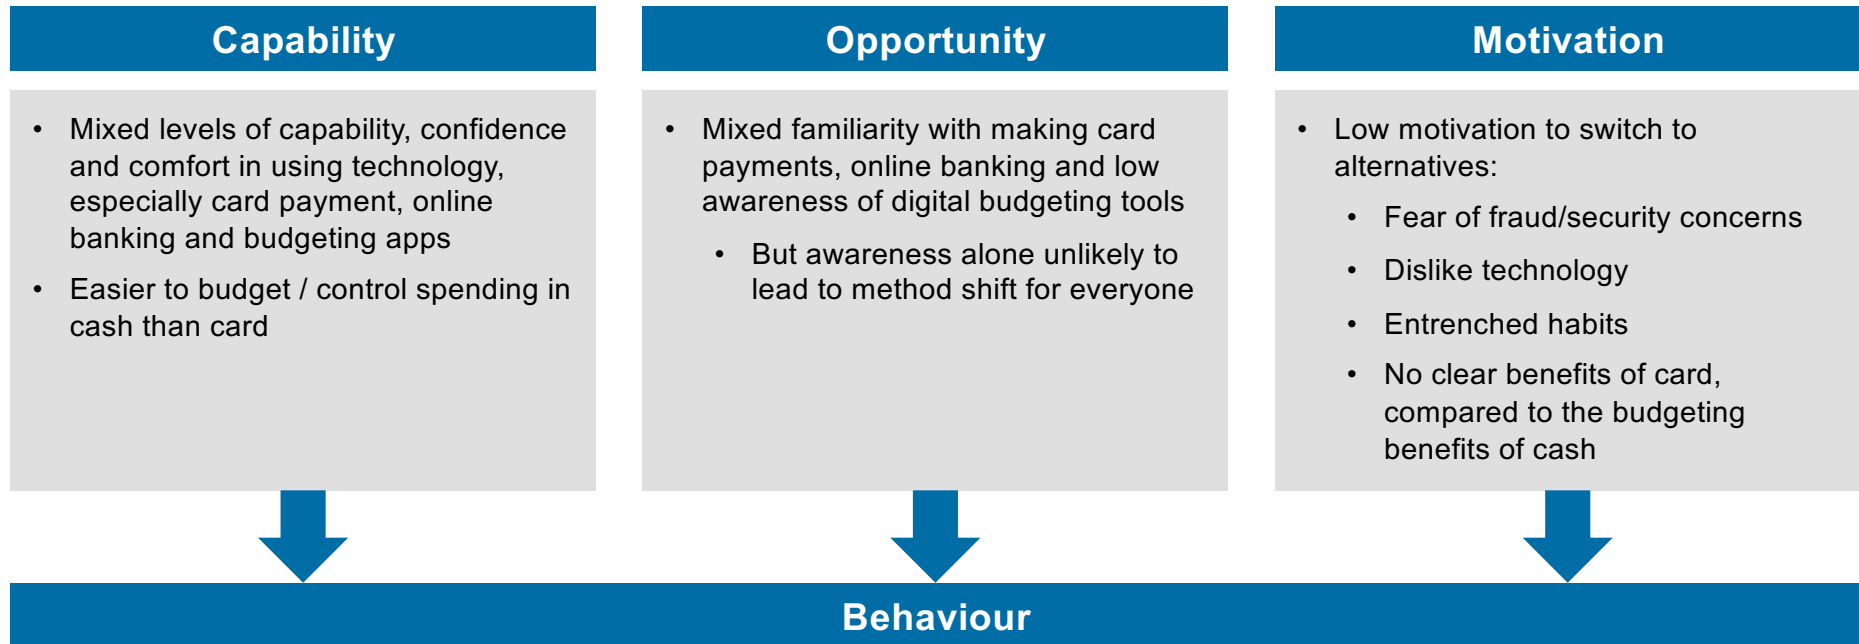 Capability
• Mixed levels of capability, confidence
and comfort in using technology,
especially card payment, online
banking and budgeting apps
• Easier to budget / control spending in
cash than card
Opportunity
• Mixed familiarity with making card
payments, online banking and low
awareness of digital budgeting tools
• But awareness alone unlikely to
lead to method shift for everyone
Motivation
• Low motivation to switch to
alternatives:
• Fear of fraud/security concerns
• Dislike technology
• Entrenched habits
• No clear benefits of card,
compared to the budgeting
benefits of cash
Behaviour